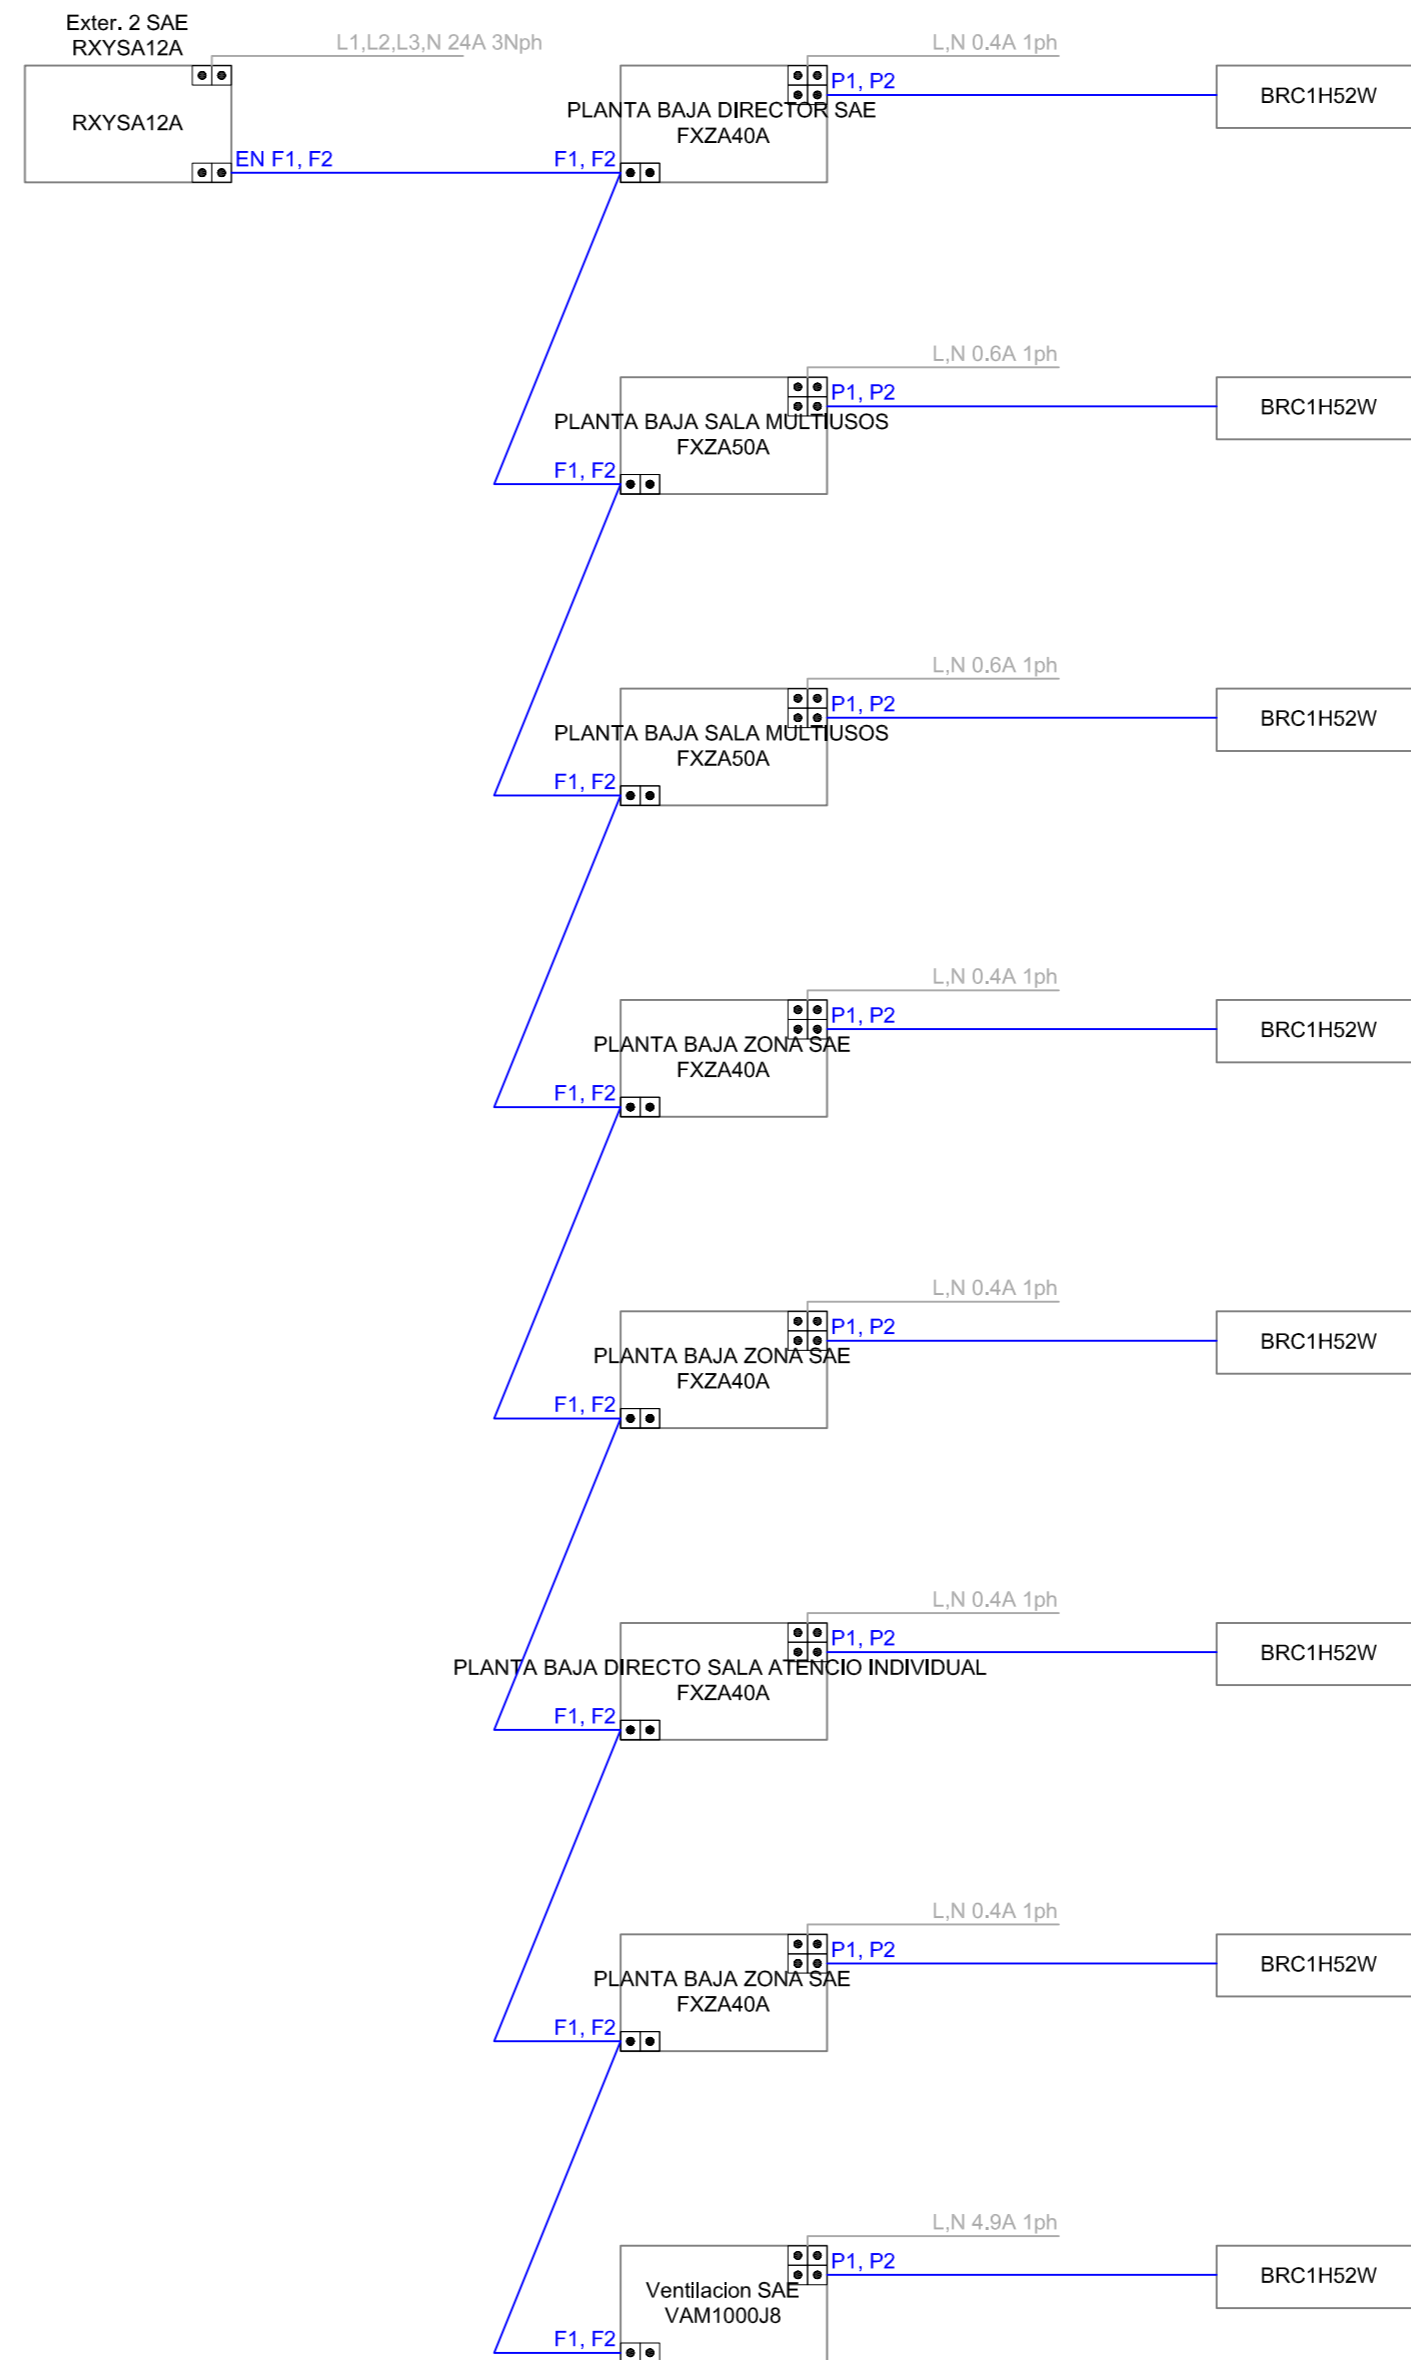 Exter. 2 SAE
RXYSA12A
L1,L2,L3,N 24A 3Nph
RXYSA12A
EN F1, F2
L,N 0.4A 1ph
P1, P2
PLANTA BAJA DIRECTOR SAE
FXZA40A
F1, F2
BRC1H52W
L,N 0.6A 1ph
P1, P2
PLANTA BAJA SALA MULTIUSOS
FXZA50A
F1, F2
BRC1H52W
L,N 0.6A 1ph
P1, P2
PLANTA BAJA SALA MULTIUSOS
FXZA50A
F1, F2
BRC1H52W
L,N 0.4A 1ph
P1, P2
PLANTA BAJA ZONA SAE
FXZA40A
F1, F2
BRC1H52W
L,N 0.4A 1ph
P1, P2
PLANTA BAJA ZONA SAE
FXZA40A
F1, F2
BRC1H52W
L,N 0.4A 1ph
P1, P2
PLANTA BAJA DIRECTO SALA ATENCIO INDIVIDUAL
FXZA40A
F1, F2
BRC1H52W
L,N 0.4A 1ph
P1, P2
PLANTA BAJA ZONA SAE
FXZA40A
F1, F2
BRC1H52W
L,N 4.9A 1ph
P1, P2
Ventilacion SAE
VAM1000J8
F1, F2
BRC1H52W